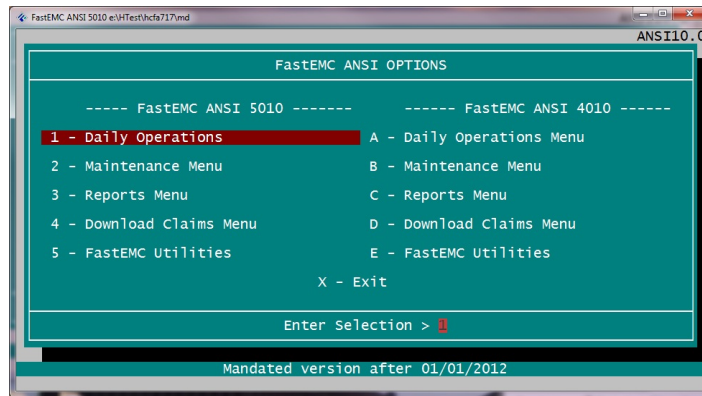 FastEMC ANSI 5010 e:\HTest\hcfa717\md
ANSI10.0
FastEMC ANSI OPTIONS
----- FastEMC ANSI 5010 ------- ------ FastEMC ANSI 4010 ------
1 - Daily Operations A - Daily Operations Menu
2 - Maintenance Menu B - Maintenance Menu
3 - Reports Menu C - Reports Menu
4 - Download Claims Menu D - Download Claims Menu
5 - FastEMC Utilities E - FastEMC Utilities
X - Exit
Enter Selection > 1
Mandated version after 01/01/2012